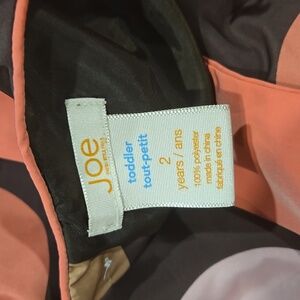 JOE
toddler
tout-petit
2
years / ans
100% polyester
made in china
fabriqué en chine